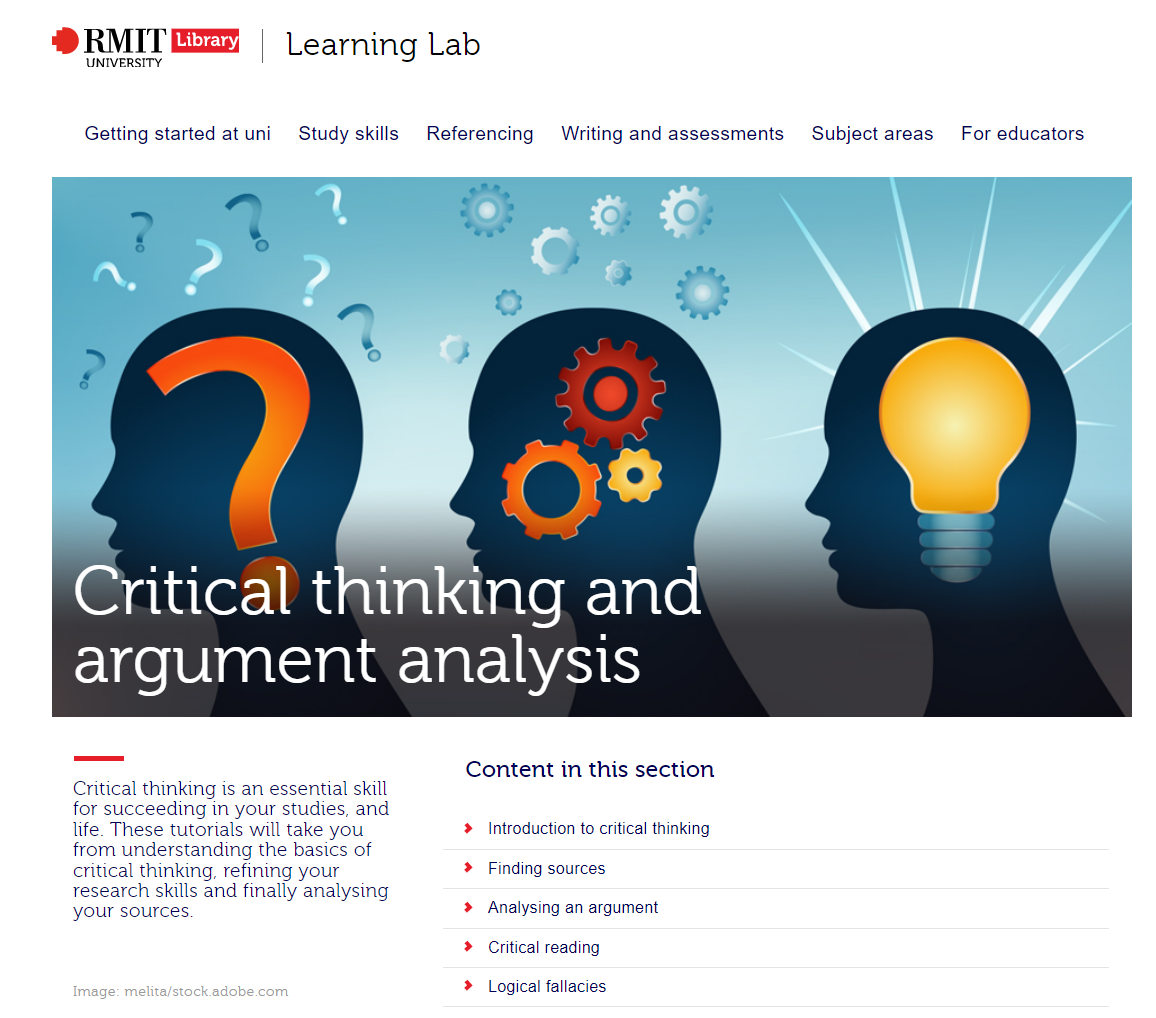 RMIT Library
UNIVERSITY
Learning Lab
Getting started at uni
Study skills
Referencing
Writing and assessments
Subject areas
For educators
Critical thinking and
argument analysis
Critical thinking is an essential skill
for succeeding in your studies, and
life. These tutorials will take you
from understanding the basics of
critical thinking, refining your
research skills and finally analysing
your sources.
Image: melita/stock.adobe.com
Content in this section
Introduction to critical thinking
Finding sources
Analysing an argument
Critical reading
Logical fallacies